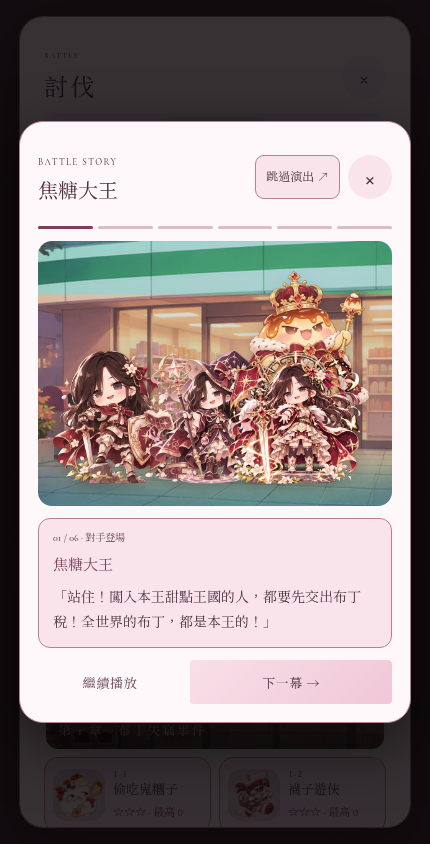 BATTLE
討伐
×
BATTLE STORY
焦糖大王
跳過演出 ↗
×
01 / 06 · 對手登場
焦糖大王
「站住！闖入本王甜點王國的人，都要先交出布丁
稅！全世界的布丁，都是本王的！」
繼續播放
下一幕 →
1-1
偷吃鬼糰子
☆☆☆ · 最高 0
1-2
襪子遊俠
☆☆☆ · 最高 0